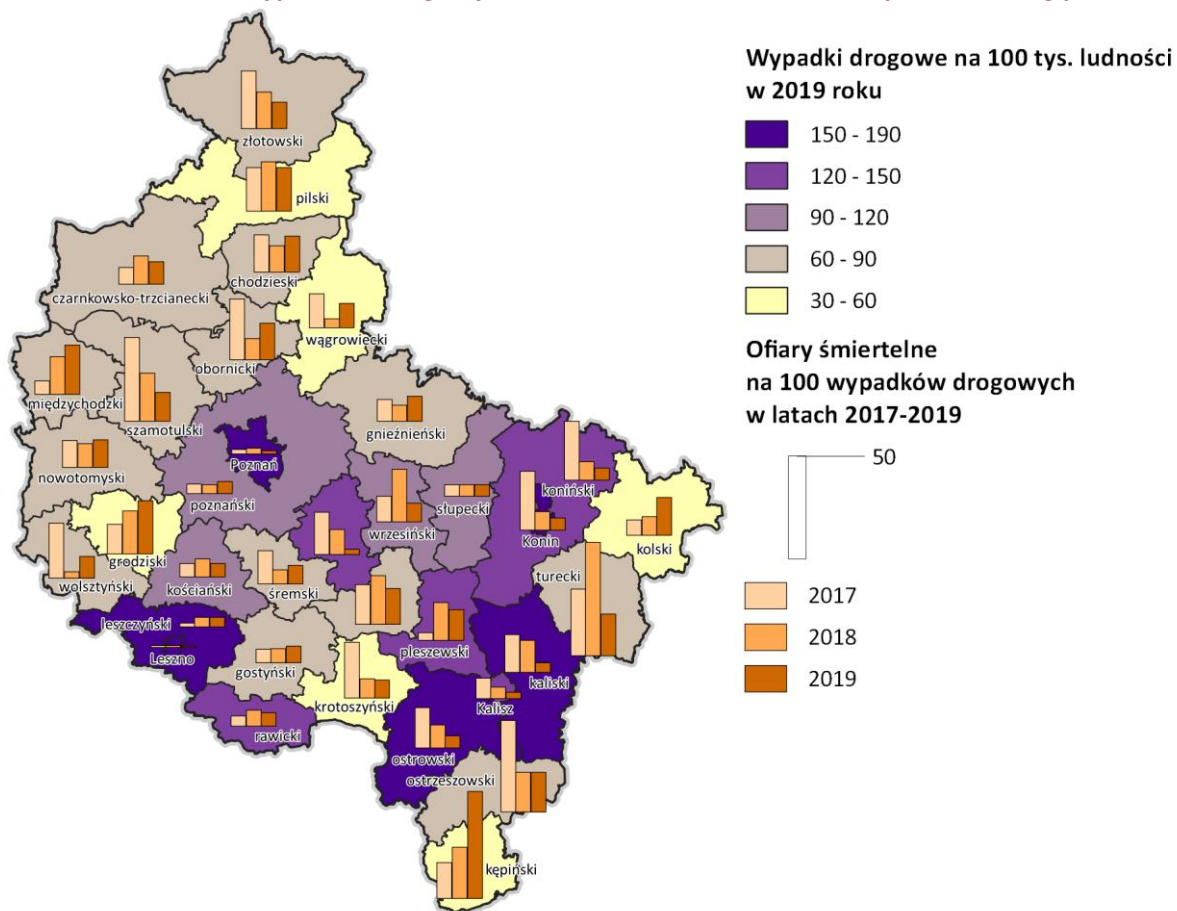 Wypadki drogowe na 100 tys. ludności
w 2019 roku
150 - 190
120 - 150
90 - 120
60 - 90
30 - 60
Ofiary śmiertelne
na 100 wypadków drogowych
w latach 2017-2019
50
2017
2018
2019
złotowski
pilski
chodzieski
czarnkowsko-trzcianecki
wągrowiecki
obornicki
międzychodzki
szamotulski
gnieźnieński
Poznań
nowotomyski
koniński
poznański
słupecki
wrzesiński
Konin
kolski
grodziski
turecki
wolsztyński
kościański
śremski
leszczyński
pleszewski
Leszno
gostyński
kaliski
Kalisz
krotoszyński
rawicki
ostrowski
ostrzeszowski
kępiński